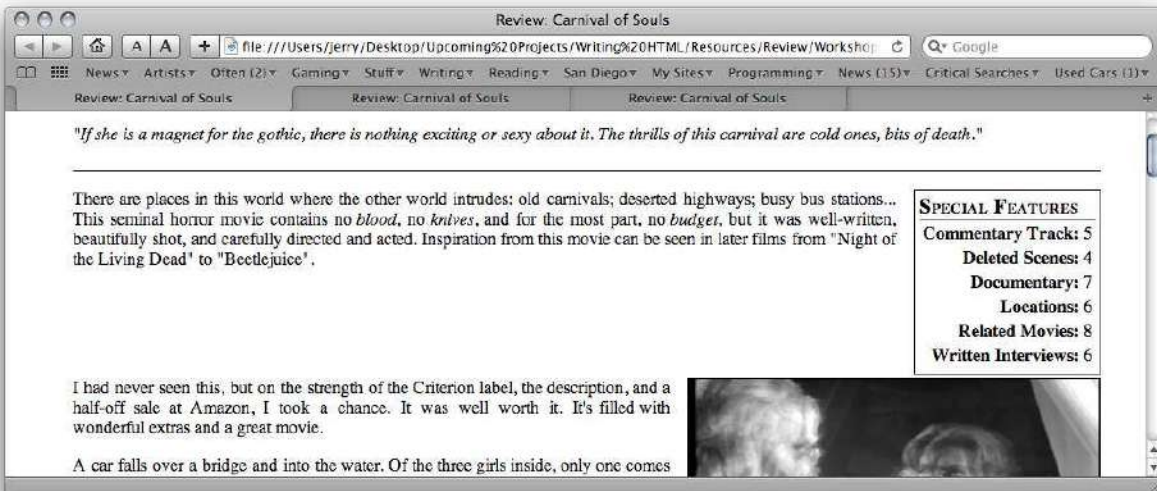 Review: Carnival of Souls
A A + file:///Users/jerry/Desktop/Upcoming%20Projects/Writing%20HTML/Resources/Review/Workshop Google
News Artists Often (2) Gaming Stuff Writing Reading San Diego My Sites Programming News (15) Critical Searches Used Cars (1)
Review: Carnival of Souls Review: Carnival of Souls Review: Carnival of Souls
"If she is a magnet for the gothic, there is nothing exciting or sexy about it. The thrills of this carnival are cold ones, bits of death."
There are places in this world where the other world intrudes: old carnivals; deserted highways; busy bus stations...
This seminal horror movie contains no blood, no knives, and for the most part, no budget, but it was well-written,
beautifully shot, and carefully directed and acted. Inspiration from this movie can be seen in later films from "Night of
the Living Dead" to "Beetlejuice".
SPECIAL FEATURES
Commentary Track: 5
Deleted Scenes: 4
Documentary: 7
Locations: 6
Related Movies: 8
Written Interviews: 6
I had never seen this, but on the strength of the Criterion label, the description, and a
half-off sale at Amazon, I took a chance. It was well worth it. It's filled with
wonderful extras and a great movie.
A car falls over a bridge and into the water. Of the three girls inside, only one comes